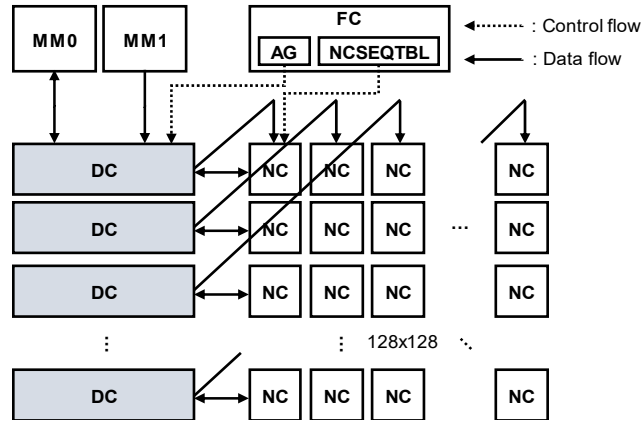 FC
: Control flow
MM0 MM1 AG NCSEQTBL : Data flow
DC NC NC NC NC
DC NC NC NC ... NC
DC NC NC NC NC
⋮ ⋮ 128x128 ⋱
DC NC NC NC NC